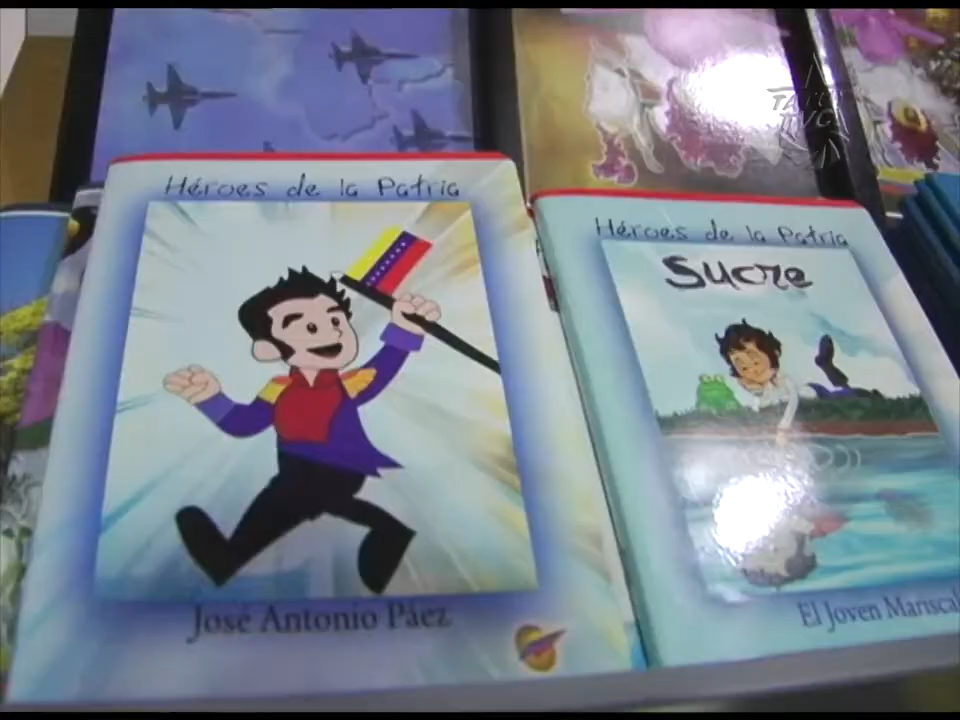 Héroes de la Patria
José Antonio Páez
Héroes de la Patria
Sucre
El Joven Mariscal